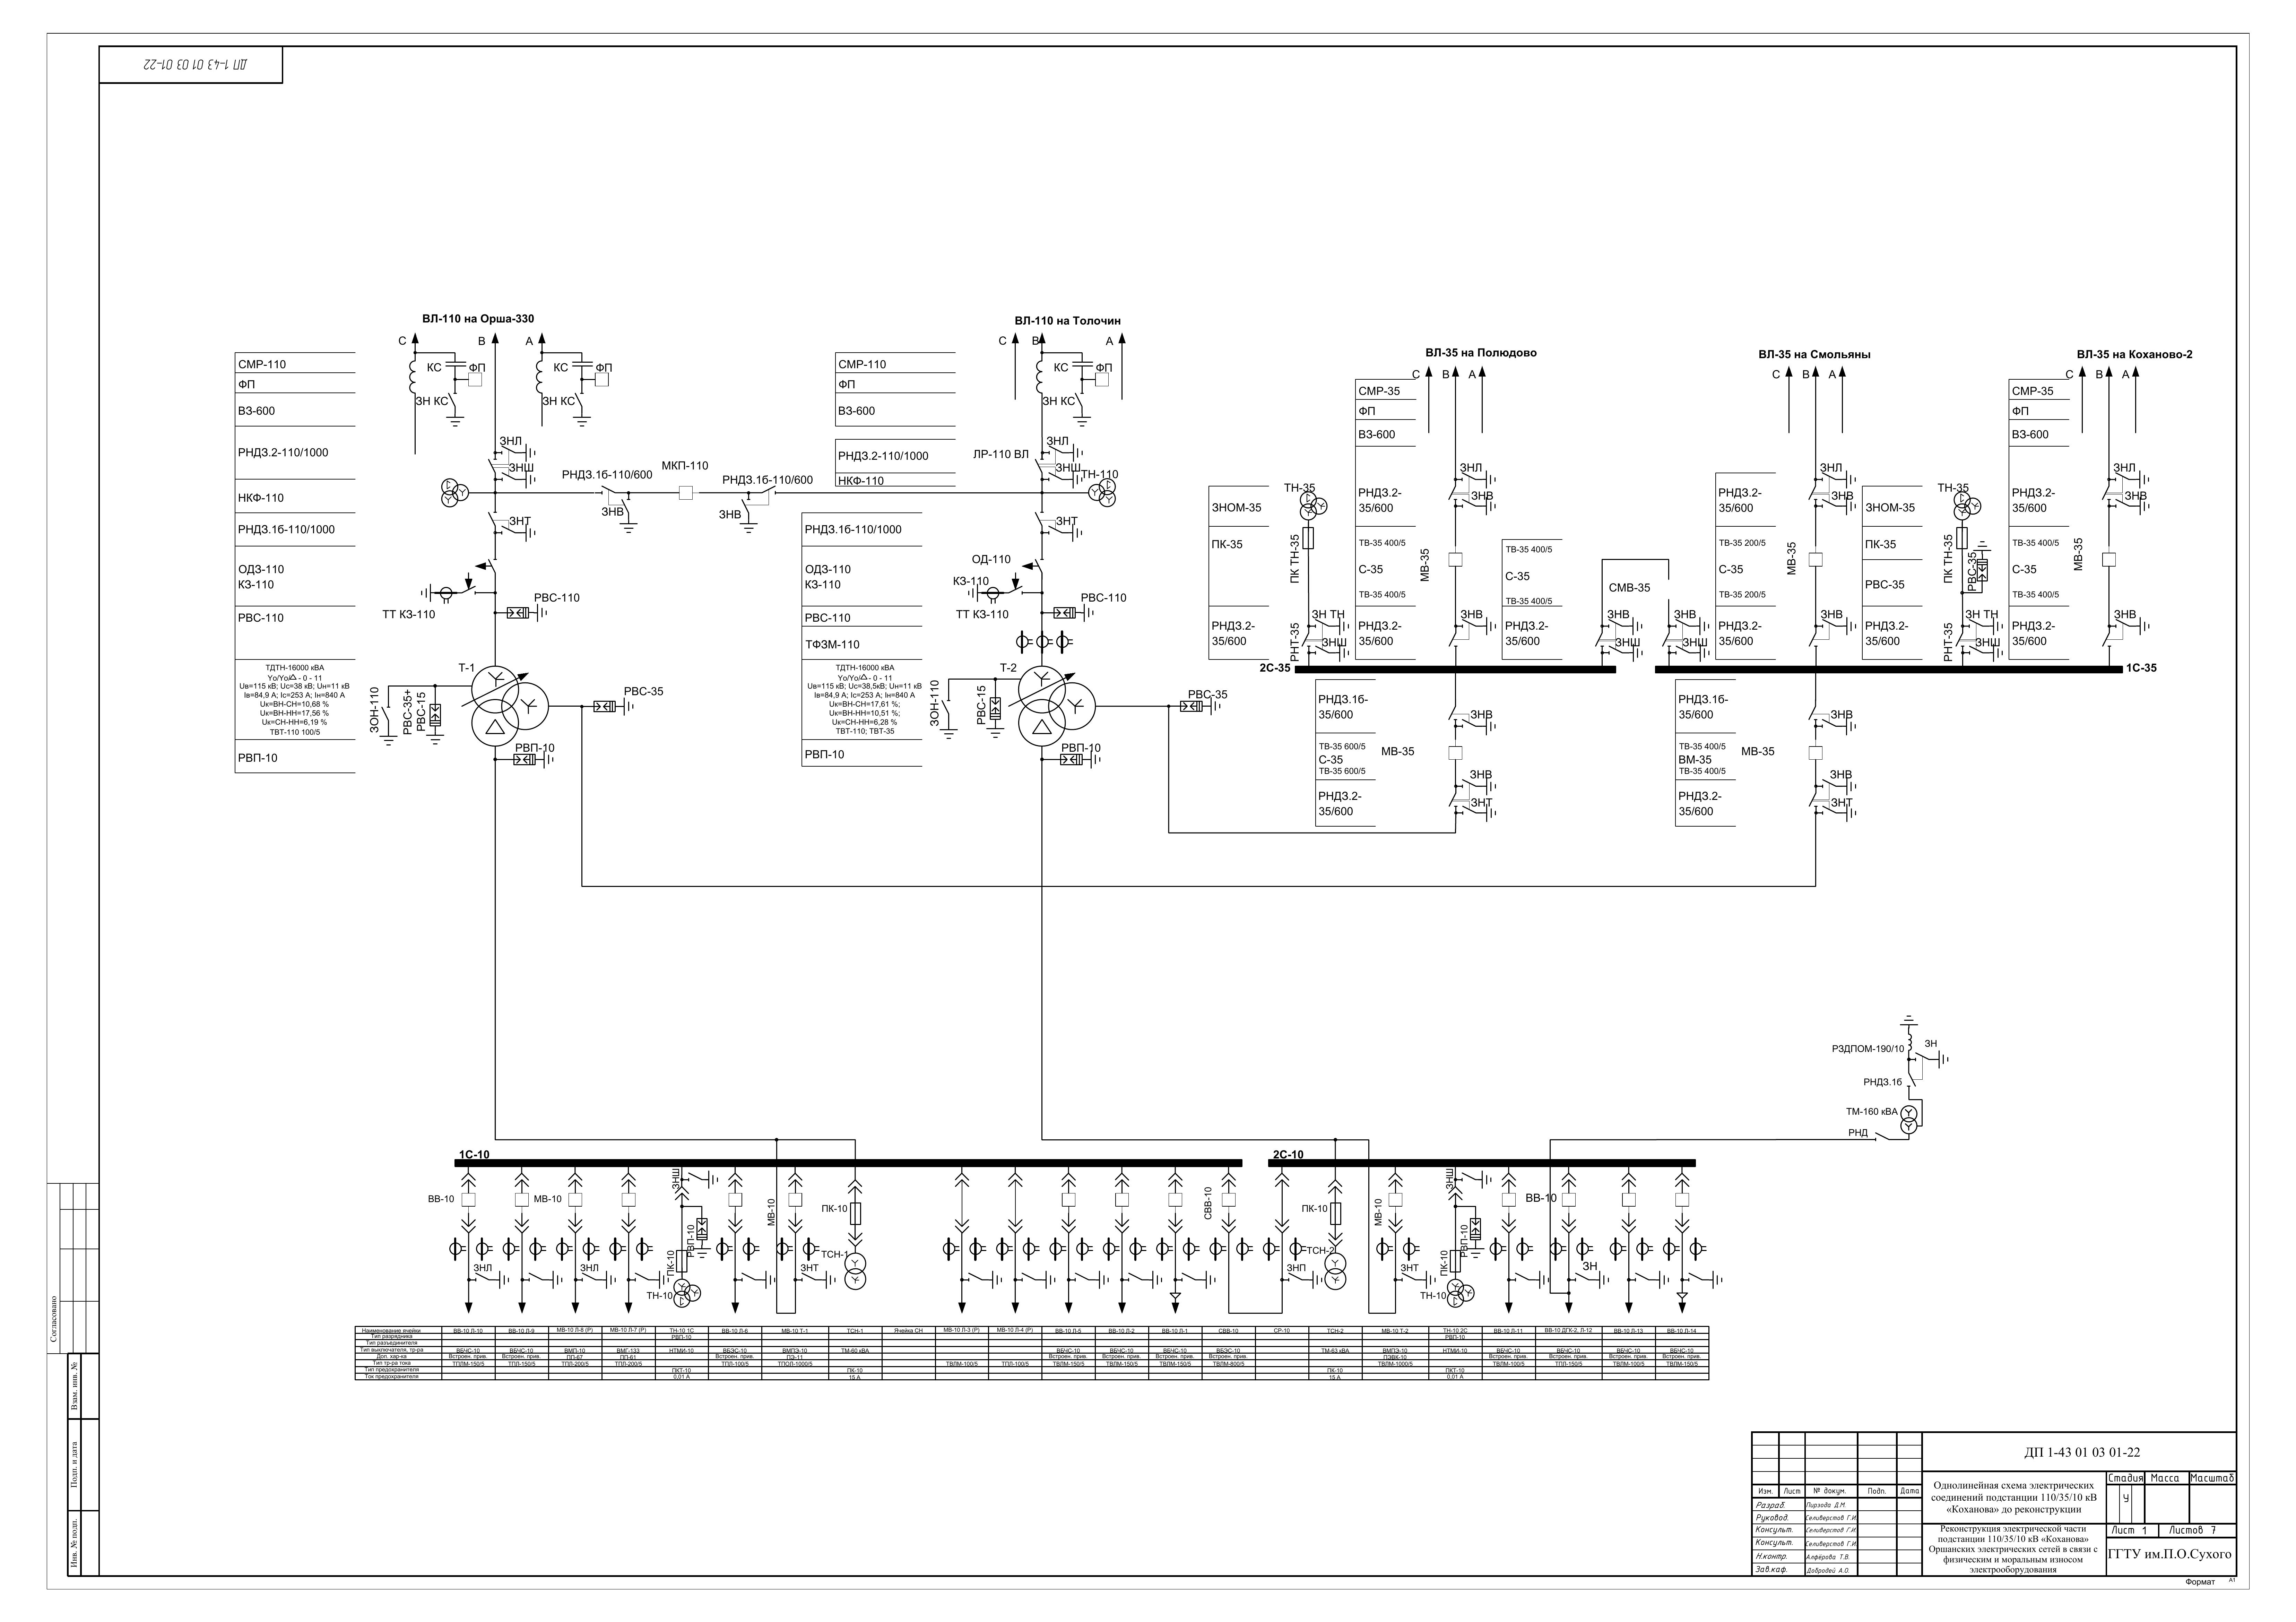 ДП 1-43 01 03 01-22
ВЛ-110 на Орша-330
С
В
А
КС
ФП
КС
ФП
ЗН КС
ЗН КС
СМР-110
ФП
ВЗ-600
РНДЗ.2-110/1000
НКФ-110
РНДЗ.1б-110/1000
ОДЗ-110
КЗ-110
РВС-110
ТДТН-16000 кВА
Yo/Yo/△ - 0 - 11
Uв=115 кВ; Uс=38 кВ; Uн=11 кВ
Iв=84,9 А; Iс=253 А; Iн=840 А
Uк=ВН-СН=10,68 %
Uк=ВН-НН=17,56 %
Uк=СН-НН=6,19 %
ТВТ-110 100/5
РВП-10
ЗНЛ
ЗНШ
ЗНТ
ТТ КЗ-110
РВС-110
Т-1
ЗОН-110
РВС-35+
РВС-15
РВС-35
РВП-10
РНДЗ.1б-110/600
МКП-110
РНДЗ.1б-110/600
ЗНВ
ЗНВ
ВЛ-110 на Толочин
С
В
А
КС
ФП
ЗН КС
СМР-110
ФП
ВЗ-600
РНДЗ.2-110/1000
НКФ-110
ЛР-110 ВЛ
ЗНЛ
ЗНШ
ТН-110
РНДЗ.1б-110/1000
ОДЗ-110
КЗ-110
РВС-110
ТФЗМ-110
ТДТН-16000 кВА
Yo/Yo/△ - 0 - 11
Uв=115 кВ; Uс=38,5кВ; Uн=11 кВ
Iв=84,9 А; Iс=253 А; Iн=840 А
Uк=ВН-СН=17,61 %;
Uк=ВН-НН=10,51 %;
Uк=СН-НН=6,28 %
ТВТ-110; ТВТ-35
РВП-10
ЗНТ
ОД-110
КЗ-110
ТТ КЗ-110
РВС-110
Т-2
ЗОН-110
РВС-15
РВС-35
РВП-10
ВЛ-35 на Полюдово
С
В
А
СМР-35
ФП
ВЗ-600
РНДЗ.2-
35/600
ТВ-35 400/5
С-35
ТВ-35 400/5
РНДЗ.2-
35/600
МВ-35
ЗНЛ
ЗНВ
ЗНВ
ТН-35
ЗНОМ-35
ПК-35
РНДЗ.2-
35/600
ПК ТН-35
РНТ-35
ЗН ТН
ЗНШ
ТВ-35 400/5
С-35
ТВ-35 400/5
РНДЗ.2-
35/600
СМВ-35
ЗНВ
ЗНШ
ЗНВ
ЗНШ
2С-35
ВЛ-35 на Смольяны
С
В
А
РНДЗ.2-
35/600
ТВ-35 200/5
С-35
ТВ-35 200/5
РНДЗ.2-
35/600
МВ-35
ЗНЛ
ЗНВ
ЗНВ
ТН-35
ЗНОМ-35
ПК-35
РВС-35
РНДЗ.2-
35/600
ПК ТН-35
РВС-35
РНТ-35
ЗН ТН
ЗНШ
ВЛ-35 на Коханово-2
С
В
А
СМР-35
ФП
ВЗ-600
РНДЗ.2-
35/600
ТВ-35 400/5
С-35
ТВ-35 400/5
РНДЗ.2-
35/600
МВ-35
ЗНЛ
ЗНВ
ЗНВ
1С-35
РНДЗ.1б-
35/600
ТВ-35 600/5
С-35
ТВ-35 600/5
РНДЗ.2-
35/600
МВ-35
ЗНВ
ЗНВ
ЗНТ
РНДЗ.1б-
35/600
ТВ-35 400/5
ВМ-35
ТВ-35 400/5
РНДЗ.2-
35/600
МВ-35
ЗНВ
ЗНВ
ЗНТ
РЗДПОМ-190/10
ЗН
РНДЗ.1б
ТМ-160 кВА
РНД
1С-10
2С-10
ВВ-10
МВ-10
ЗНШ
РВП-10
ПК-10
ТН-10
МВ-10
ПК-10
ТСН-1
ЗНЛ
ЗНЛ
ЗНТ
СВВ-10
ЗНП
ПК-10
ТСН-2
МВ-10
ЗНТ
ЗНШ
РВП-10
ПК-10
ТН-10
ВВ-10
ЗН
Наименование ячейки ВВ-10 Л-10 ВВ-10 Л-9 МВ-10 Л-8 (Р) МВ-10 Л-7 (Р) ТН-10 1С ВВ-10 Л-6 МВ-10 Т-1 ТСН-1 Ячейка СН МВ-10 Л-3 (Р) МВ-10 Л-4 (Р) ВВ-10 Л-5 ВВ-10 Л-2 ВВ-10 Л-1 СВВ-10 СР-10 ТСН-2 МВ-10 Т-2 ТН-10 2С ВВ-10 Л-11 ВВ-10 ДГК-2, Л-12 ВВ-10 Л-13 ВВ-10 Л-14
Тип разрядника РВП-10 РВП-10
Тип разъединителя
Тип выключателя, тр-ра ВБЧС-10 ВБЧС-10 ВМП-10 ВМГ-133 НТМИ-10 ВБЭС-10 ВМПЭ-10 ТМ-60 кВА ВБЧС-10 ВБЧС-10 ВБЧС-10 ВБЭС-10 ТМ-63 кВА ВМПЭ-10 НТМИ-10 ВБЧС-10 ВБЧС-10 ВБЧС-10 ВБЧС-10
Доп. хар-ка Встроен. прив. Встроен. прив. ПП-67 ПП-61 Встроен. прив. ПЭ-11 Встроен. прив. Встроен. прив. Встроен. прив. Встроен. прив. ПЭВК-10 Встроен. прив. Встроен. прив. Встроен. прив. Встроен. прив.
Тип тр-ра тока ТПЛМ-150/5 ТПЛ-150/5 ТПЛ-200/5 ТПЛ-200/5 ТПЛ-100/5 ТПОЛ-1000/5 ТВЛМ-100/5 ТПЛ-100/5 ТВЛМ-150/5 ТВЛМ-150/5 ТВЛМ-150/5 ТВЛМ-600/5 ТВЛМ-1000/5 ТВЛМ-100/5 ТПЛ-150/5 ТВЛМ-100/5 ТВЛМ-150/5
Тип предохранителя ПКТ-10 ПК-10 ПК-10 ПКТ-10
Ток предохранителя 0,01 А 15 А 15 А 0,01 А
Согласовано
Взам. инв. №
Подп. и дата
Инв. № подп.
ДП 1-43 01 03 01-22
Изм.
Лист
№ докум.
Подп.
Дата
Разраб. Пирзода Д.М.
Руковод. Селиверстов Г.И.
Консульт. Селиверстов Г.И.
Консульт. Селиверстов Г.И.
Н.контр. Алфёрова Т.В.
Зав.каф. Добродей А.О.
Однолинейная схема электрических
соединений подстанции 110/35/10 кВ
«Коханова» до реконструкции
Стадия
Масса
Масштаб
У
Лист 1
Листов 7
Реконструкция электрической части
подстанции 110/35/10 кВ «Коханова»
Оршанских электрических сетей в связи с
физическим и моральным износом
электрооборудования
ГГТУ им.П.О.Сухого
Формат А1